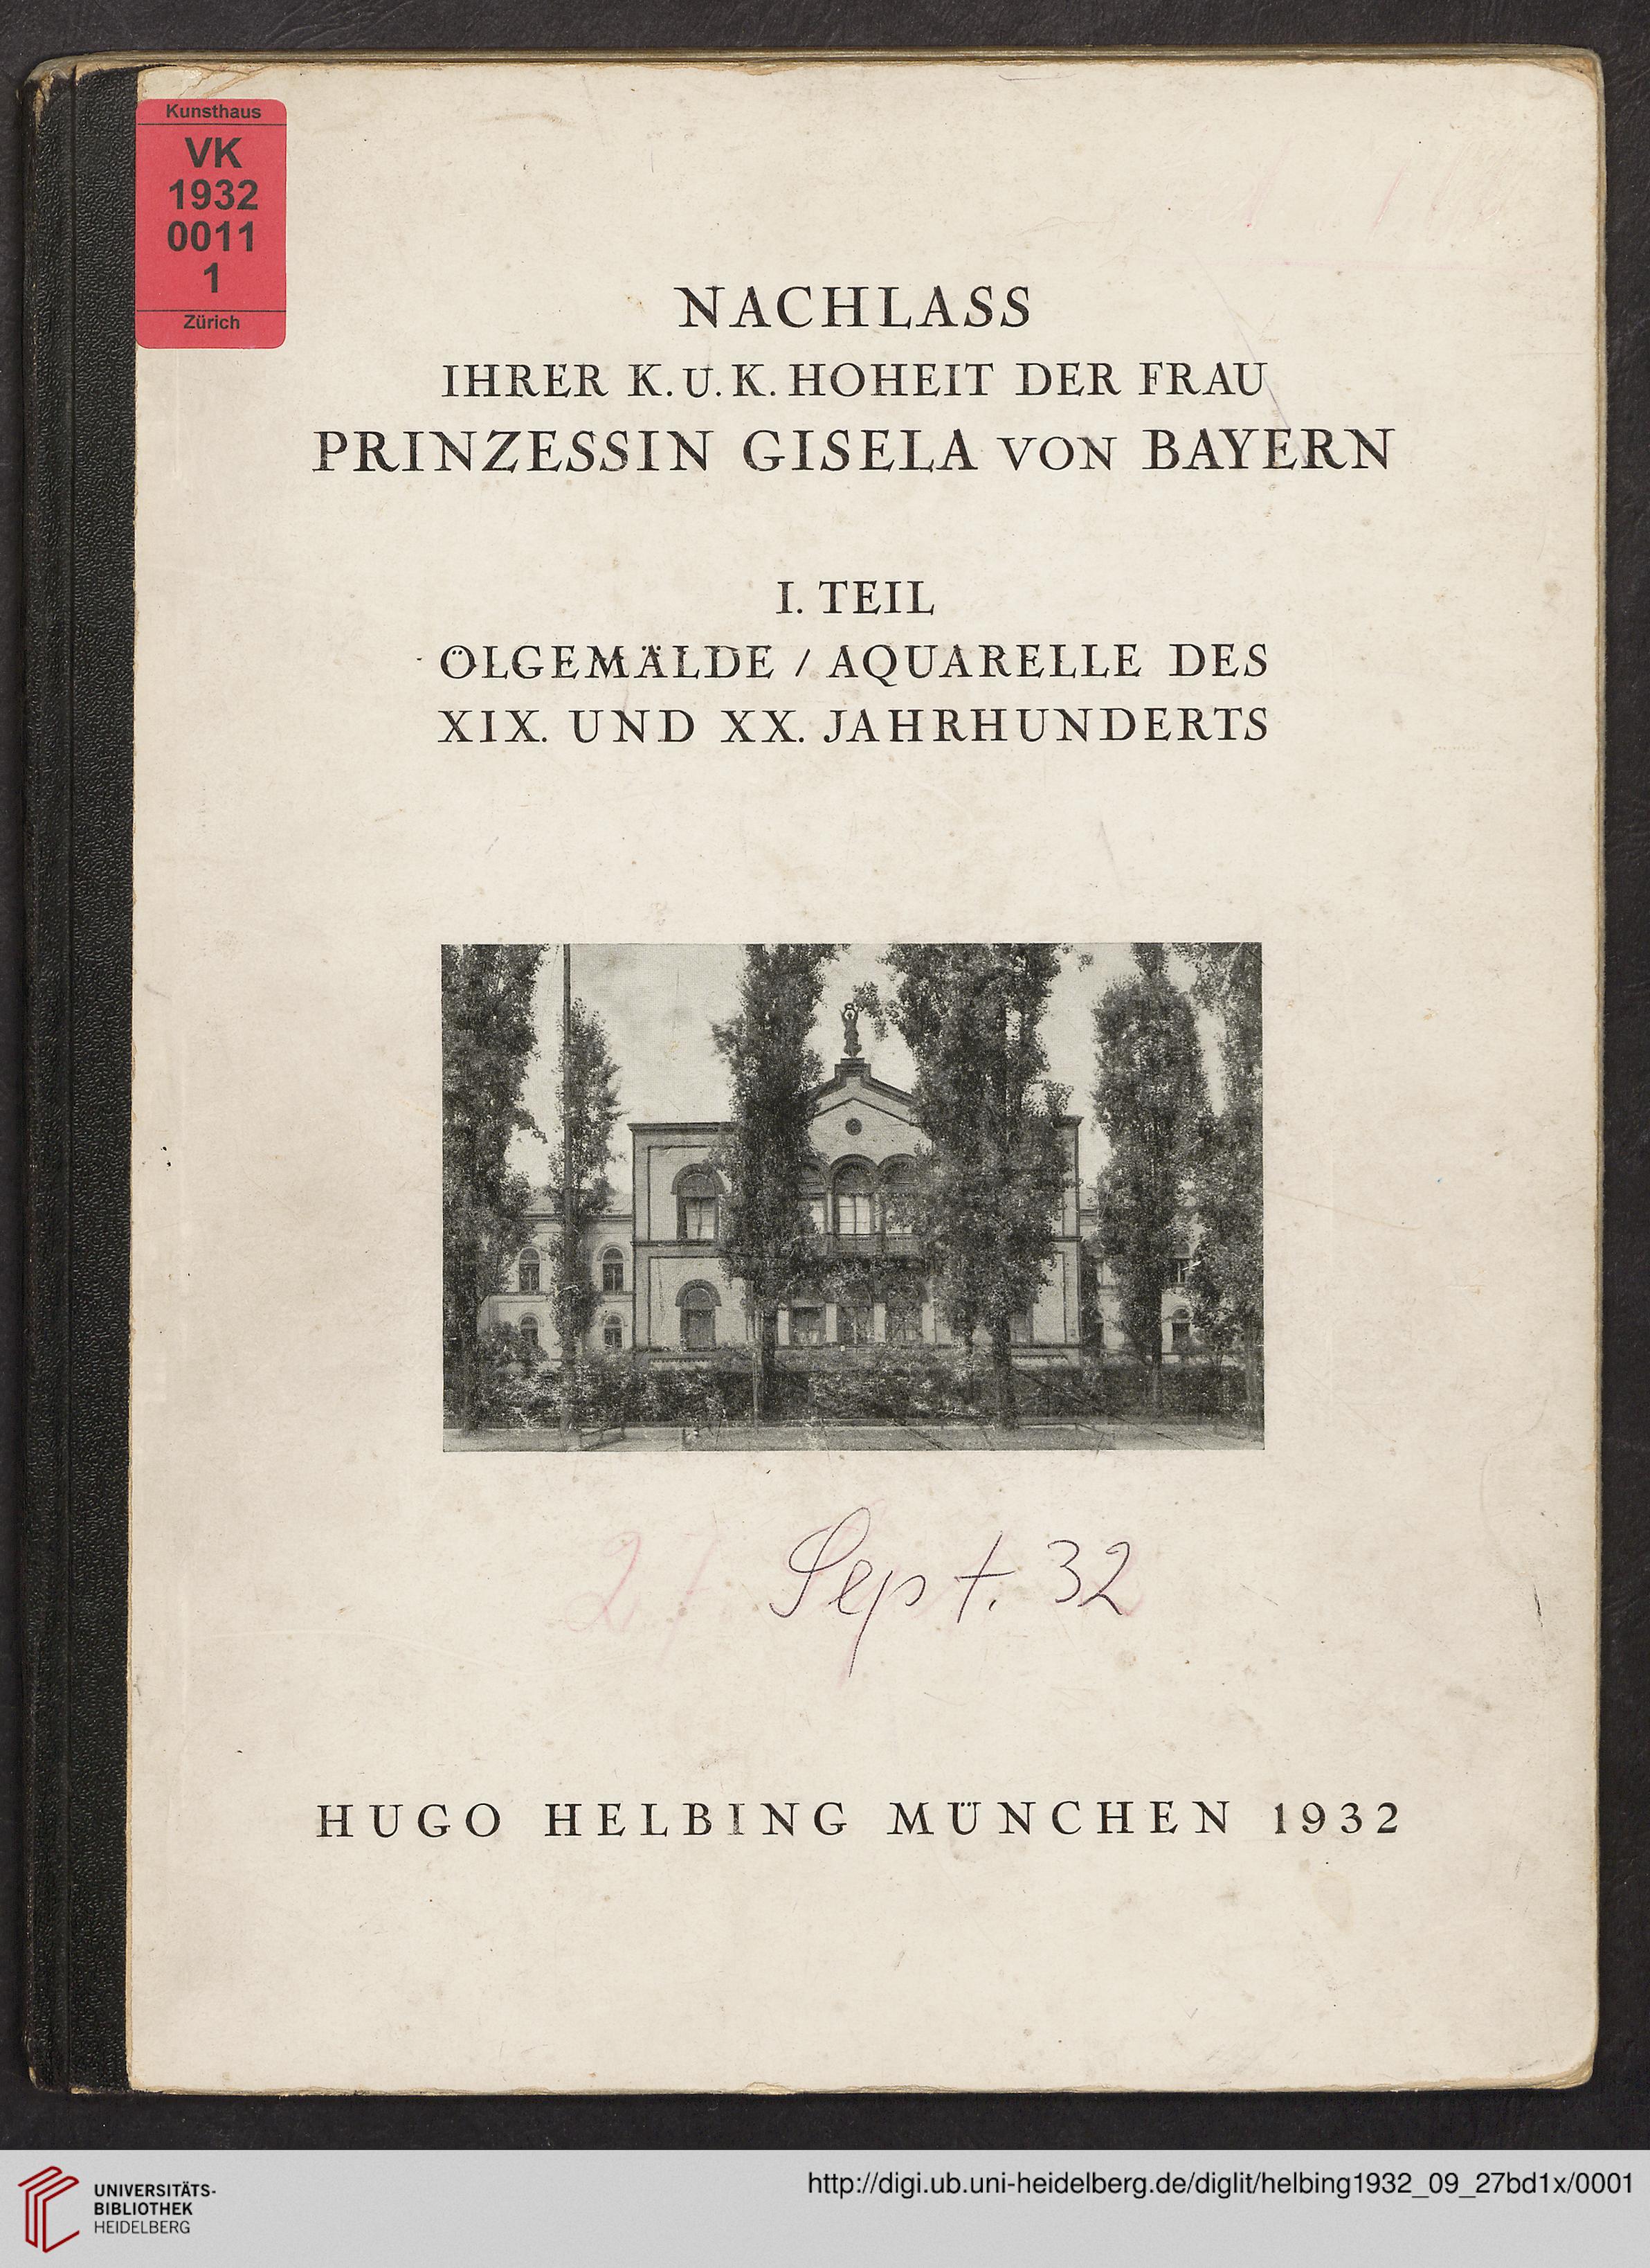 Kunsthaus
VK
1932
0011
1
Zürich
NACHLASS
IHRER K. U. K. HOHEIT DER FRAU
PRINZESSIN GISELA VON BAYERN
I. TEIL
ÖLGEMÄLDE / AQUARELLE DES
XIX. UND XX. JAHRHUNDERTS
27 Sept. 32
HUGO HELBING MÜNCHEN 1932
UNIVERSITÄTS-
BIBLIOTHEK
HEIDELBERG
http://digi.ub.uni-heidelberg.de/diglit/helbing1932_09_27bd1x/0001